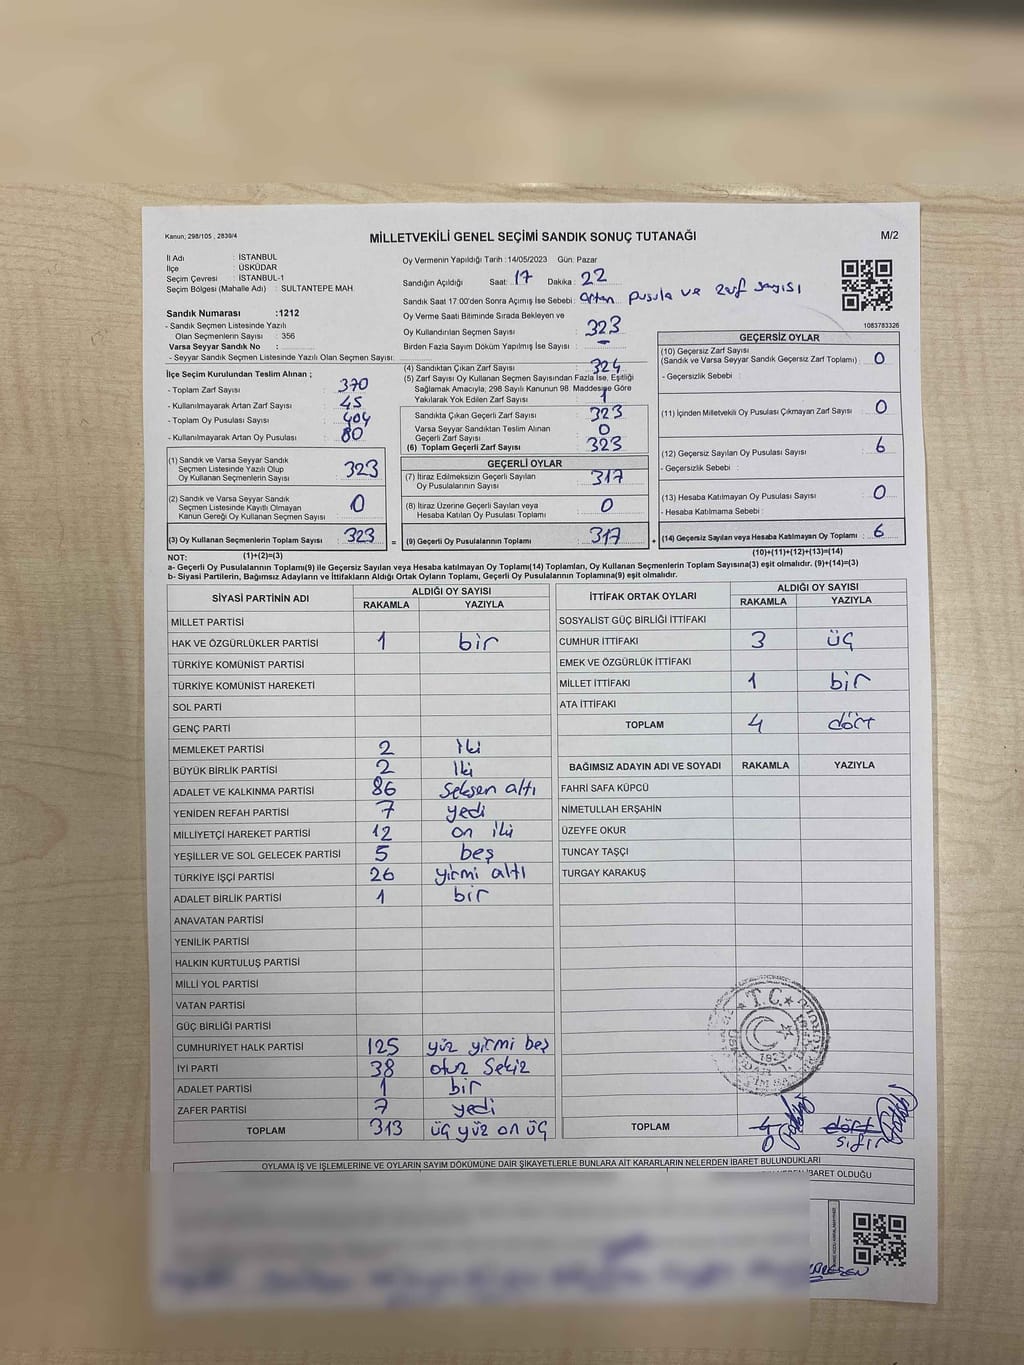 Kanun; 298/105 , 2839/4
MİLLETVEKİLİ GENEL SEÇİMİ SANDIK SONUÇ TUTANAĞI
M/2
İl Adı : İSTANBUL
İlçe : ÜSKÜDAR
Seçim Çevresi : İSTANBUL-1
Seçim Bölgesi (Mahalle Adı) : SULTANTEPE MAH
Sandık Numarası :1212
- Sandık Seçmen Listesinde Yazılı
Olan Seçmenlerin Sayısı : 356
Varsa Seyyar Sandık No :
- Seyyar Sandık Seçmen Listesinde Yazılı Olan Seçmen Sayısı:
İlçe Seçim Kurulundan Teslim Alınan ;
- Toplam Zarf Sayısı : 370
- Kullanılmayarak Artan Zarf Sayısı : 45
- Toplam Oy Pusulası Sayısı : 404
- Kullanılmayarak Artan Oy Pusulası : 80
(1) Sandık ve Varsa Seyyar Sandık
Seçmen Listesinde Yazılı Olup
Oy Kullanan Seçmenlerin Sayısı : 323
(2) Sandık ve Varsa Seyyar Sandık
Seçmen Listesinde Kayıtlı Olmayan
Kanun Gereği Oy Kullanan Seçmen Sayısı : 0
(3) Oy Kullanan Seçmenlerin Toplam Sayısı : 323 =
Oy Vermenin Yapıldığı Tarih : 14/05/2023 Gün: Pazar
Sandığın Açıldığı Saat: 17 Dakika : 22
Sandık Saat 17:00'den Sonra Açımış İse Sebebi: Artan pusula ve zarf sayısı
Oy Verme Saati Bitiminde Sırada Bekleyen ve
Oy Kullandırılan Seçmen Sayısı : 323
Birden Fazla Sayım Döküm Yapılmış İse Sayısı : -
(4) Sandıktan Çıkan Zarf Sayısı : 324
(5) Zarf Sayısı Oy Kullanan Seçmen Sayısından Fazla İse, Eşitliği
Sağlamak Amacıyla; 298 Sayılı Kanunun 98. Maddesine Göre
Yakılarak Yok Edilen Zarf Sayısı : 1
Sandıkta Çıkan Geçerli Zarf Sayısı : 323
Varsa Seyyar Sandıktan Teslim Alınan
Geçerli Zarf Sayısı : 0
(6) Toplam Geçerli Zarf Sayısı : 323
GEÇERLİ OYLAR
(7) İtiraz Edilmeksizin Geçerli Sayılan
Oy Pusulalarının Sayısı : 317
(8) İtiraz Üzerine Geçerli Sayılan veya
Hesaba Katılan Oy Pusulası Toplamı : 0
(9) Geçerli Oy Pusulalarının Toplamı : 317 +
1083783326
GEÇERSİZ OYLAR
(10) Geçersiz Zarf Sayısı
(Sandık ve Varsa Seyyar Sandık Geçersiz Zarf Toplamı) : 0
- Geçersizlik Sebebi :
(11) İçinden Milletvekili Oy Pusulası Çıkmayan Zarf Sayısı : 0
(12) Geçersiz Sayılan Oy Pusulası Sayısı : 6
- Geçersizlik Sebebi :
(13) Hesaba Katılmayan Oy Pusulası Sayısı : 0
- Hesaba Katılmama Sebebi :
(14) Geçersiz Sayılan veya Hesaba Katılmayan Oy Toplamı : 6
NOT: (1)+(2)=(3) (10)+(11)+(12)+(13)=(14)
a- Geçerli Oy Pusulalarının Toplamı(9) ile Geçersiz Sayılan veya Hesaba katılmayan Oy Toplamı(14) Toplamları, Oy Kullanan Seçmenlerin Toplam Sayısına(3) eşit olmalıdır. (9)+(14)=(3)
b- Siyasi Partilerin, Bağımsız Adayların ve İttifakların Aldığı Ortak Oyların Toplamı, Geçerli Oy Pusulalarının Toplamına(9) eşit olmalıdır.
SİYASİ PARTİNİN ADI ALDIĞI OY SAYISI
RAKAMLA YAZIYLA
MİLLET PARTİSİ
HAK VE ÖZGÜRLÜKLER PARTİSİ 1 bir
TÜRKİYE KOMÜNİST PARTİSİ
TÜRKİYE KOMÜNİST HAREKETİ
SOL PARTİ
GENÇ PARTİ
MEMLEKET PARTİSİ 2 iki
BÜYÜK BİRLİK PARTİSİ 2 iki
ADALET VE KALKINMA PARTİSİ 86 seksen altı
YENİDEN REFAH PARTİSİ 7 yedi
MİLLİYETÇİ HAREKET PARTİSİ 12 on iki
YEŞİLLER VE SOL GELECEK PARTİSİ 5 beş
TÜRKİYE İŞÇİ PARTİSİ 26 yirmi altı
ADALET BİRLİK PARTİSİ 1 bir
ANAVATAN PARTİSİ
YENİLİK PARTİSİ
HALKIN KURTULUŞ PARTİSİ
MİLLİ YOL PARTİSİ
VATAN PARTİSİ
GÜÇ BİRLİĞİ PARTİSİ
CUMHURİYET HALK PARTİSİ 125 yüz yirmi beş
İYİ PARTİ 38 otuz sekiz
ADALET PARTİSİ 1 bir
ZAFER PARTİSİ 7 yedi
TOPLAM 313 üç yüz on üç
İTTİFAK ORTAK OYLARI ALDIĞI OY SAYISI
RAKAMLA YAZIYLA
SOSYALİST GÜÇ BİRLİĞİ İTTİFAKI
CUMHUR İTTİFAKI 3 üç
EMEK VE ÖZGÜRLÜK İTTİFAKI
MİLLET İTTİFAKI 1 bir
ATA İTTİFAKI
TOPLAM 4 dört
BAĞIMSIZ ADAYIN ADI VE SOYADI RAKAMLA YAZIYLA
FAHRİ SAFA KÜPCÜ
NİMETULLAH ERŞAHİN
ÜZEYFE OKUR
TUNCAY TAŞÇI
TURGAY KARAKUŞ
T.C.
1923
TOPLAM 4 dört
0 sıfır
OYLAMA İŞ VE İŞLEMLERİNE VE OYLARIN SAYIM DÖKÜMÜNE DAİR ŞİKAYETLERLE BUNLARA AİT KARARLARIN NELERDEN İBARET BULUNDUKLARI
İBARET OLDUĞU